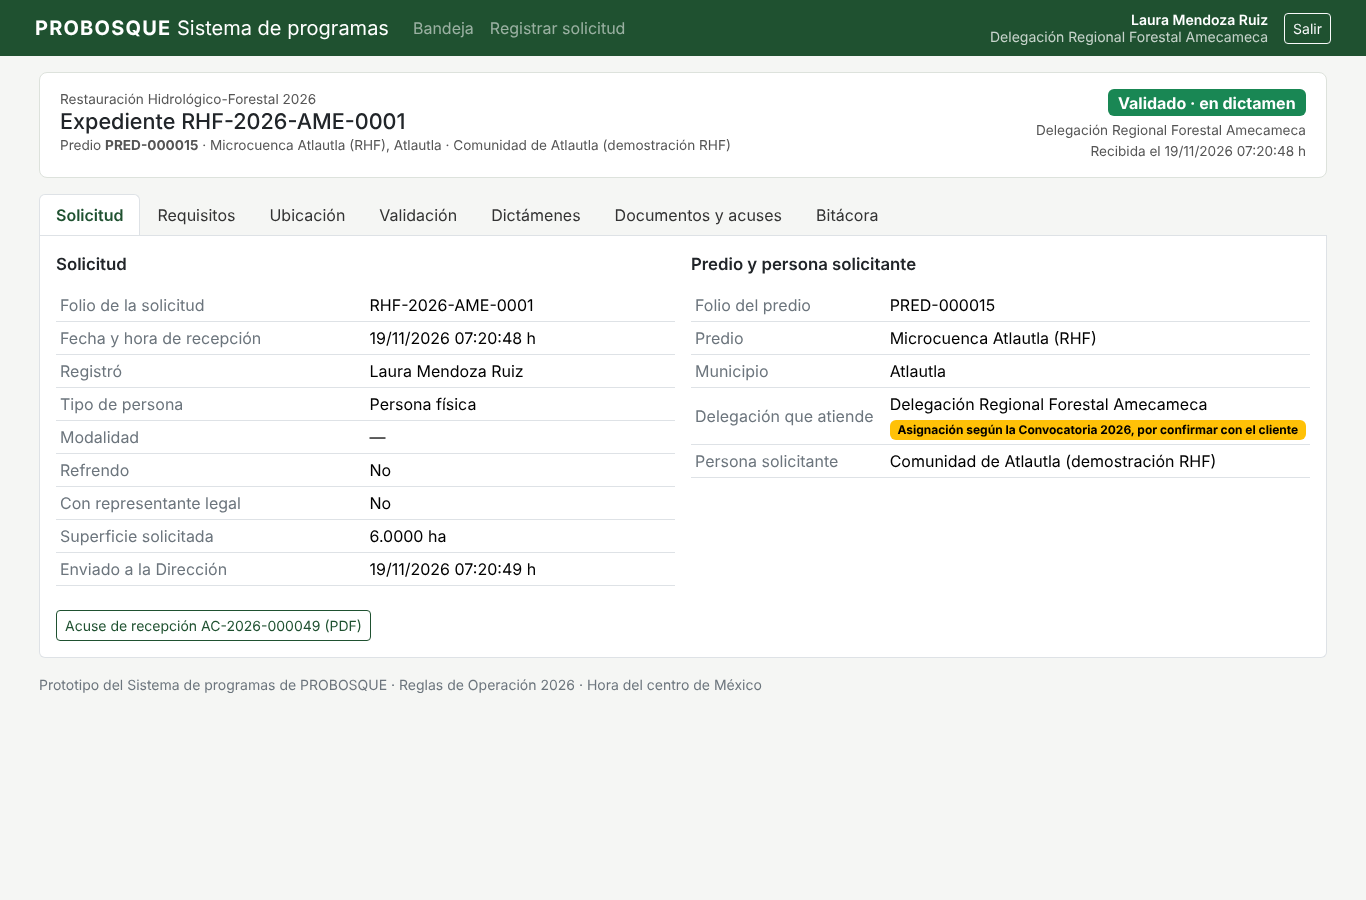 PROBOSQUE Sistema de programas
Bandeja
Registrar solicitud
Laura Mendoza Ruiz
Delegación Regional Forestal Amecameca
Salir
Restauración Hidrológico-Forestal 2026
Expediente RHF-2026-AME-0001
Predio PRED-000015 · Microcuenca Atlautla (RHF), Atlautla · Comunidad de Atlautla (demostración RHF)
Validado · en dictamen
Delegación Regional Forestal Amecameca
Recibida el 19/11/2026 07:20:48 h
Solicitud
Requisitos
Ubicación
Validación
Dictámenes
Documentos y acuses
Bitácora
Solicitud
Folio de la solicitud RHF-2026-AME-0001
Fecha y hora de recepción 19/11/2026 07:20:48 h
Registró Laura Mendoza Ruiz
Tipo de persona Persona física
Modalidad —
Refrendo No
Con representante legal No
Superficie solicitada 6.0000 ha
Enviado a la Dirección 19/11/2026 07:20:49 h
Acuse de recepción AC-2026-000049 (PDF)
Predio y persona solicitante
Folio del predio PRED-000015
Predio Microcuenca Atlautla (RHF)
Municipio Atlautla
Delegación que atiende Delegación Regional Forestal Amecameca
Asignación según la Convocatoria 2026, por confirmar con el cliente
Persona solicitante Comunidad de Atlautla (demostración RHF)
Prototipo del Sistema de programas de PROBOSQUE · Reglas de Operación 2026 · Hora del centro de México